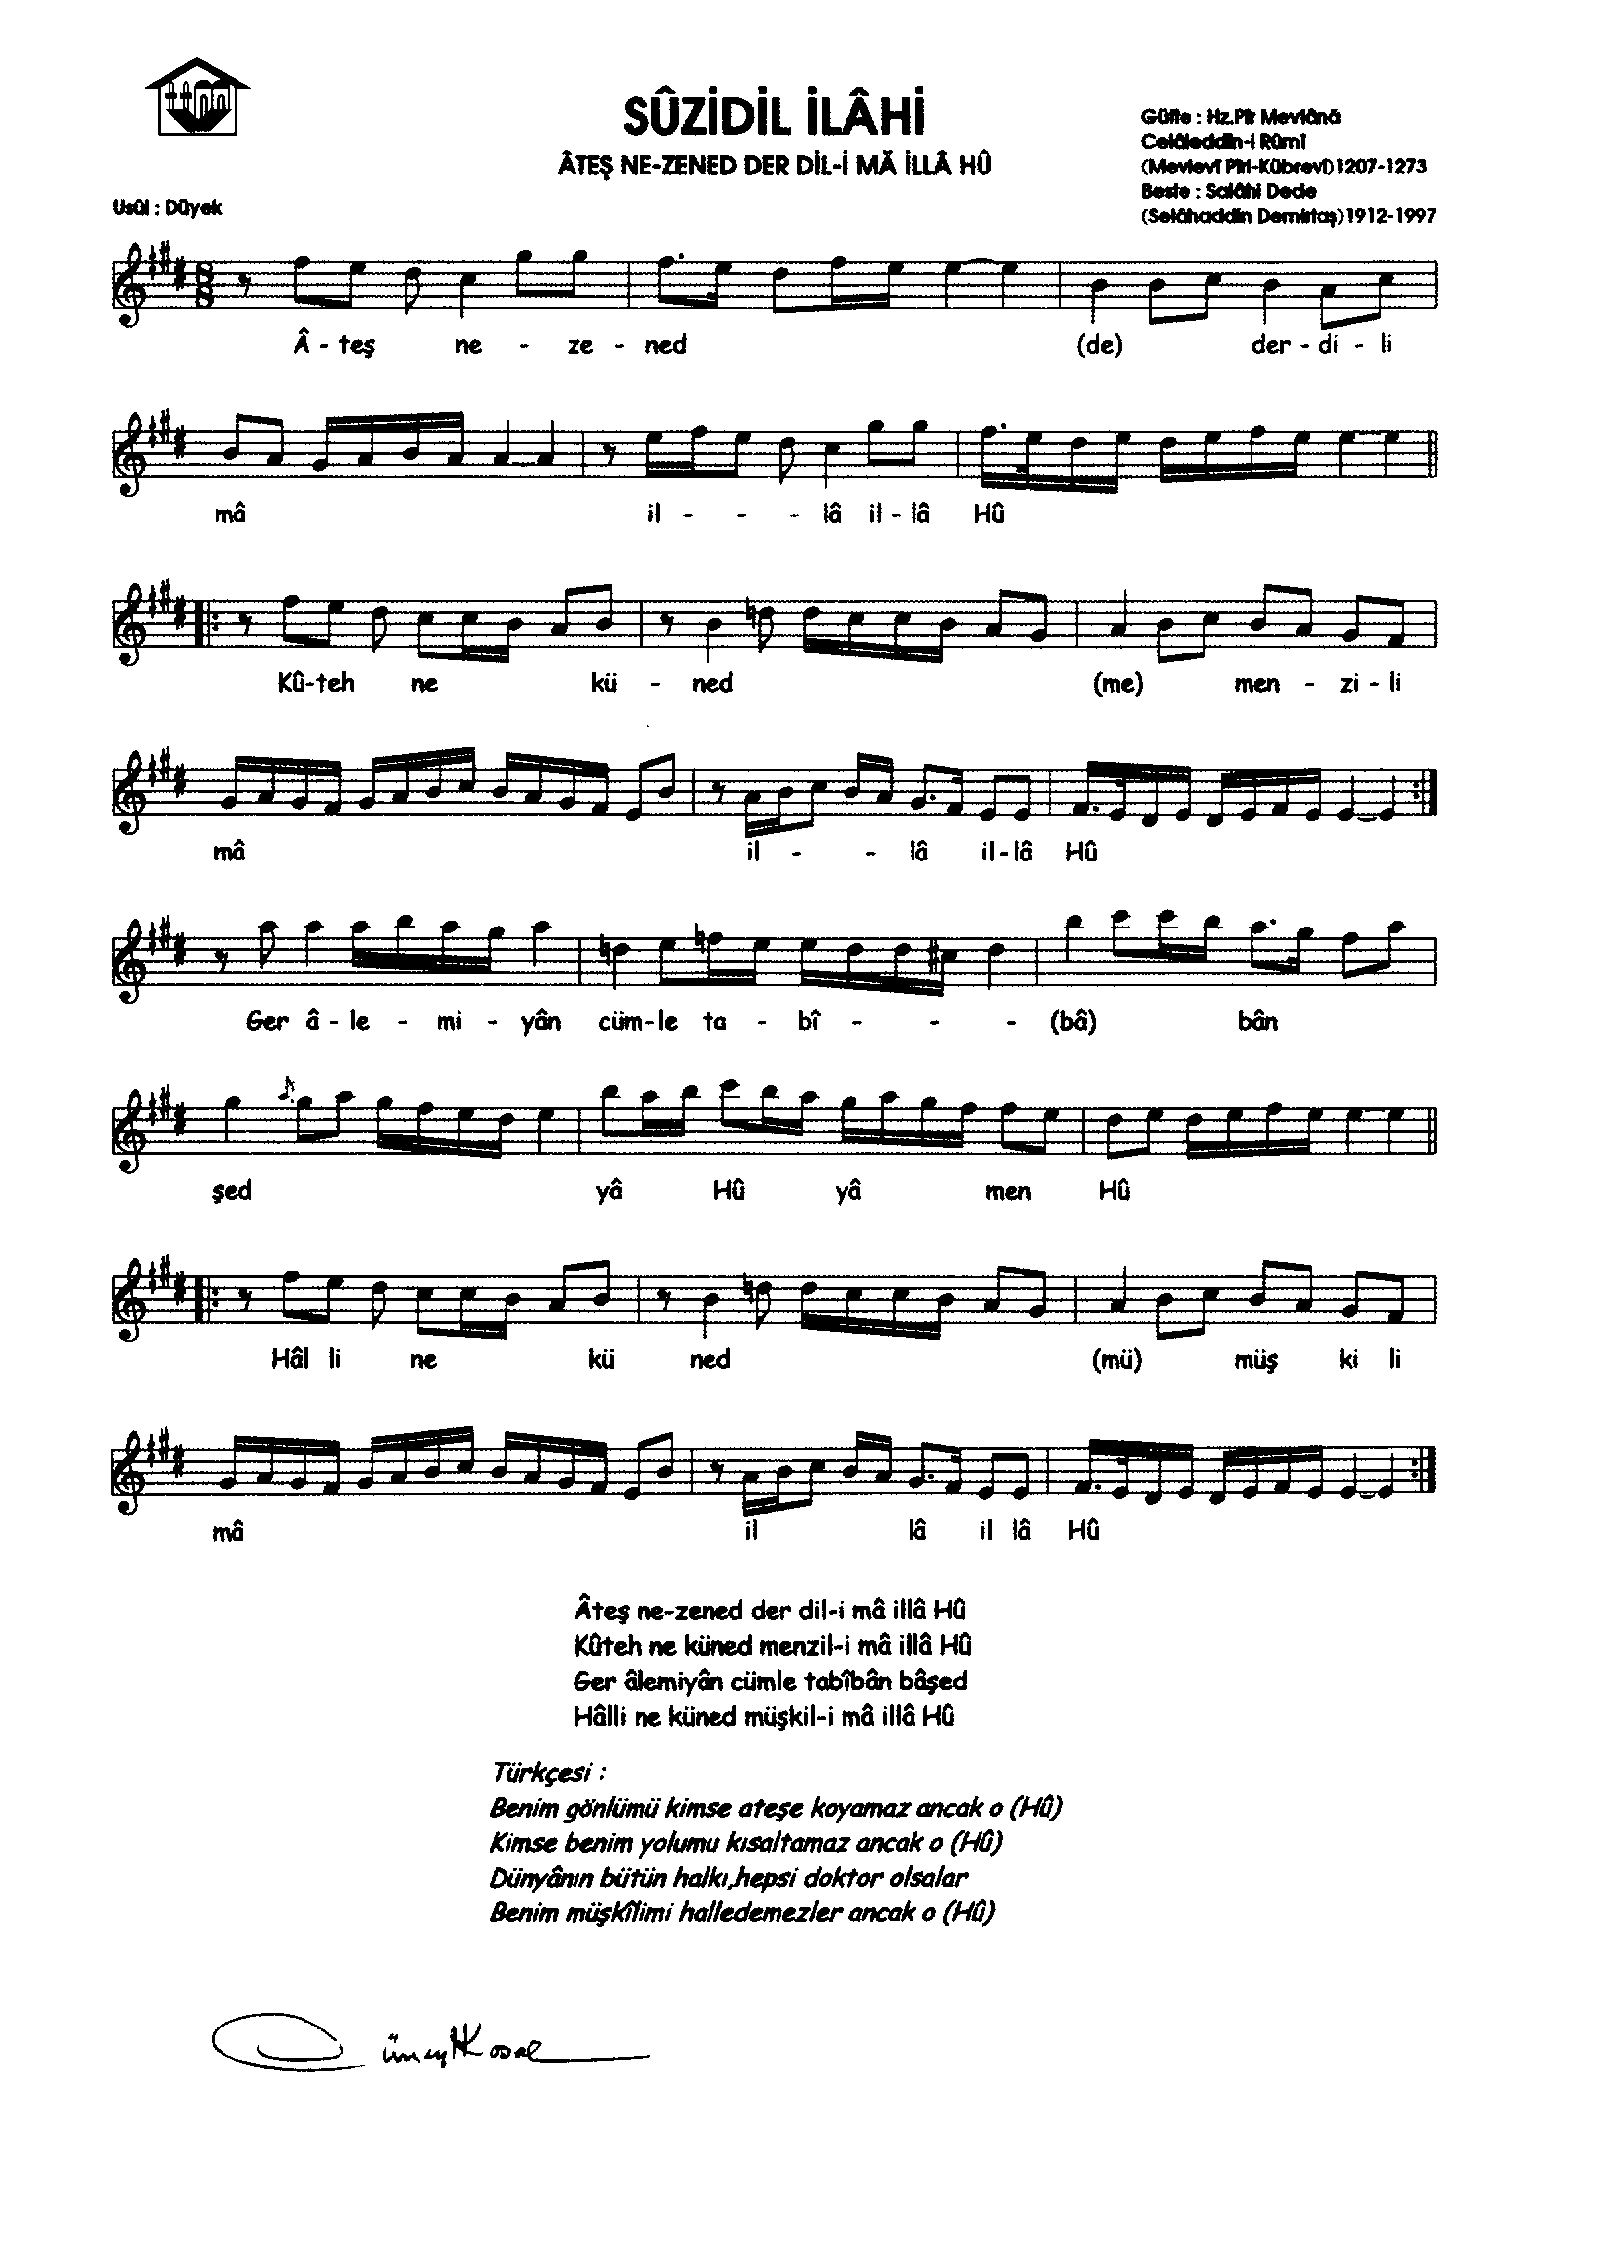 SÛZİDİL İLÂHİ
ÂTEŞ NE-ZENED DER DİL-İ MĂ İLLÂ HÛ
Güfte : Hz.Pîr Mevlânâ
Celâleddîn-i Rûmî
(Mevlevî Pîri-Kübrevî)1207-1273
Beste : Salâhi Dede
(Selâhaddin Demirtaş)1912-1997
Usûl : Düyek
Â - teş ne - ze - ned (de) der - di - li
mâ il - - - lâ il - lâ Hû
Kû-teh ne kü - ned (me) men - zi - li
mâ il - - lâ il-lâ Hû
Ger â - le - mi - yân cüm-le ta - bî - - - (bâ) bân
şed yâ Hû yâ men Hû
Hâl li ne kü ned (mü) müş ki li
mâ il lâ il lâ Hû
Âteş ne-zened der dil-i mâ illâ Hû
Kûteh ne küned menzil-i mâ illâ Hû
Ger âlemiyân cümle tabîbân bâşed
Hâlli ne küned müşkil-i mâ illâ Hû
Türkçesi :
Benim gönlümü kimse ateşe koyamaz ancak o (Hû)
Kimse benim yolumu kısaltamaz ancak o (Hû)
Dünyânın bütün halkı,hepsi doktor olsalar
Benim müşkîlimi halledemezler ancak o (Hû)
Cüneyt Kosal